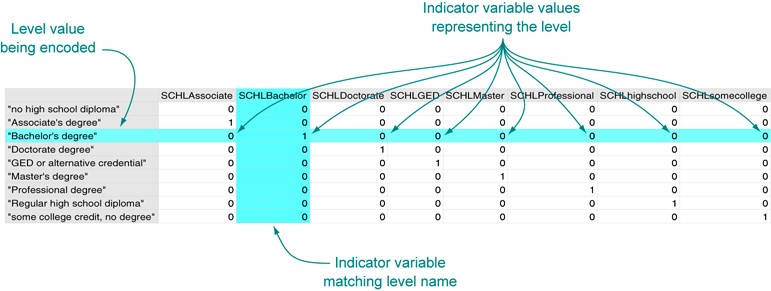 Level value
being encoded
Indicator variable values
representing the level
SCHLAssociate SCHLBachelor SCHLDoctorate SCHLGED SCHLMaster SCHLProfessional SCHLhighschool SCHLsomecollege
"no high school diploma" 0 0 0 0 0 0 0 0
"Associate's degree" 1 0 0 0 0 0 0 0
"Bachelor's degree" 0 1 0 0 0 0 0 0
"Doctorate degree" 0 0 1 0 0 0 0 0
"GED or alternative credential" 0 0 0 1 0 0 0 0
"Master's degree" 0 0 0 0 1 0 0 0
"Professional degree" 0 0 0 0 0 1 0 0
"Regular high school diploma" 0 0 0 0 0 0 1 0
"some college credit, no degree" 0 0 0 0 0 0 0 1
Indicator variable
matching level name